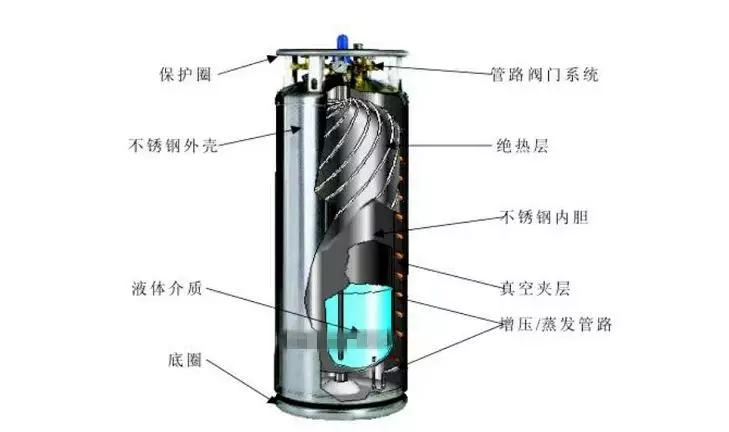 保护圈
管路阀门系统
不锈钢外壳
绝热层
不锈钢内胆
液体介质
真空夹层
增压/蒸发管路
底圈